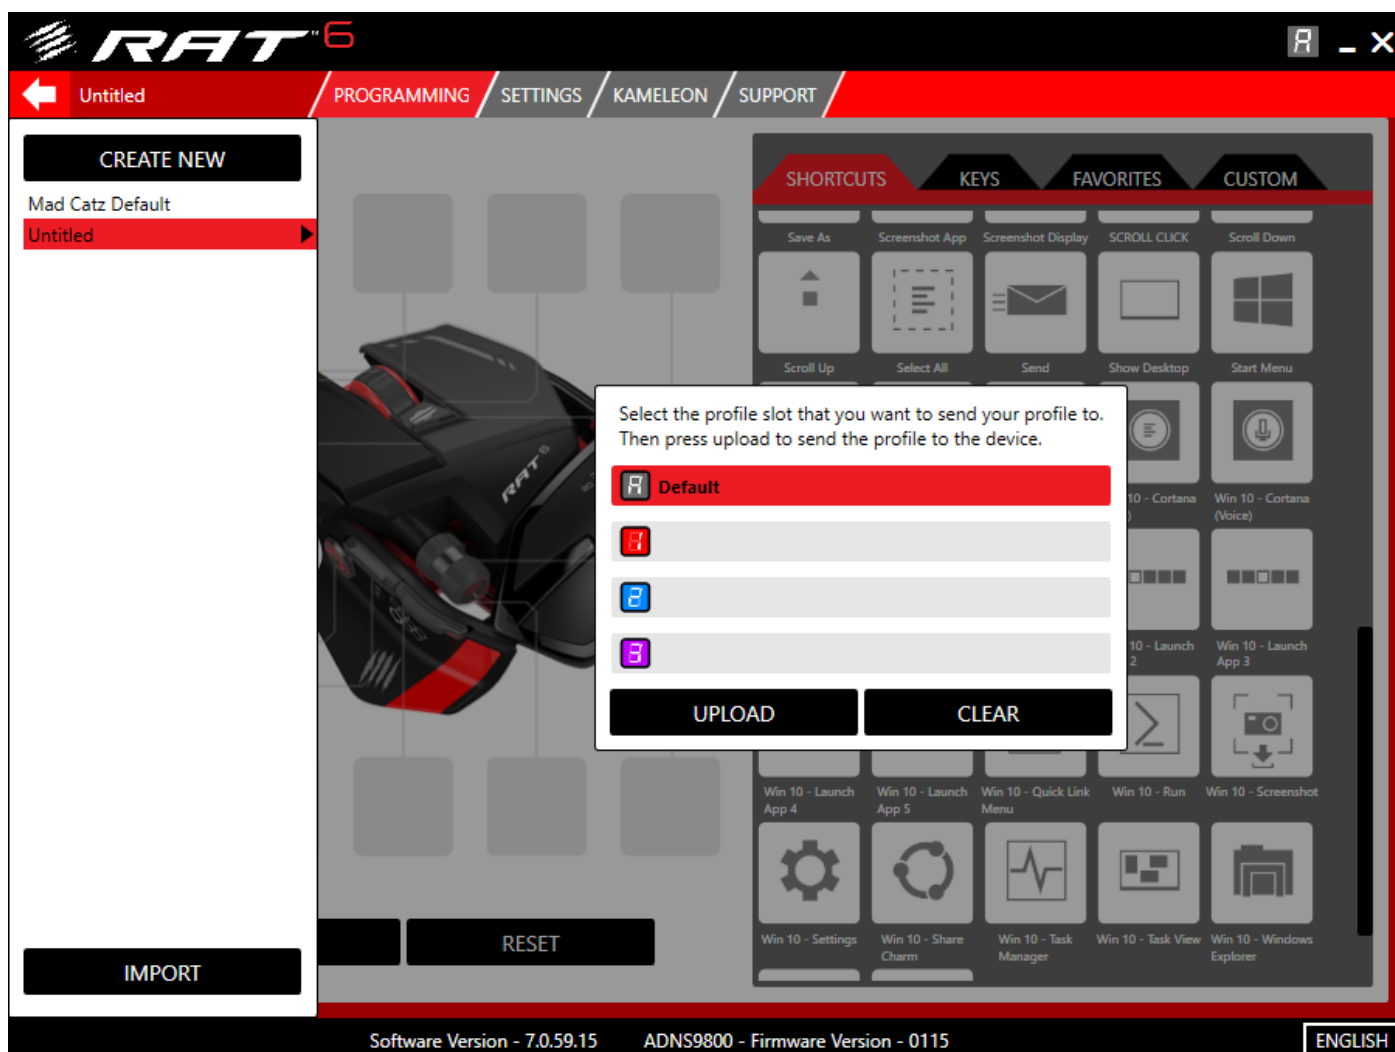 RAT™6
A
Untitled
PROGRAMMING
SETTINGS
KAMELEON
SUPPORT
CREATE NEW
Mad Catz Default
Untitled
IMPORT
RAT 6
RESET
SHORTCUTS
KEYS
FAVORITES
CUSTOM
Save As
Screenshot App
Screenshot Display
SCROLL CLICK
Scroll Down
Scroll Up
Select All
Send
Show Desktop
Start Menu
Select the profile slot that you want to send your profile to.
Then press upload to send the profile to the device.
A Default
1
2
3
UPLOAD
CLEAR
10 - Cortana
)
Win 10 - Cortana
(Voice)
10 - Launch
2
Win 10 - Launch
App 3
Win 10 - Launch
App 4
Win 10 - Launch
App 5
Win 10 - Quick Link
Menu
Win 10 - Run
Win 10 - Screenshot
Win 10 - Settings
Win 10 - Share
Charm
Win 10 - Task
Manager
Win 10 - Task View
Win 10 - Windows
Explorer
Software Version - 7.0.59.15
ADNS9800 - Firmware Version - 0115
ENGLISH